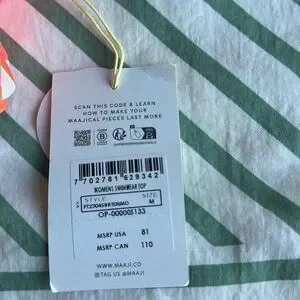 SCAN THIS CODE & LEARN
HOW TO MAKE YOUR
MAAJICAL PIECES LAST MORE
7 702781 629342
WOMENS SWIMWEAR TOP
STYLE
SIZE
M
OP-000005133
MSRP USA 81
MSRP CAN 110
WWW.MAAJI.CO
@ TAG US @MAAJI